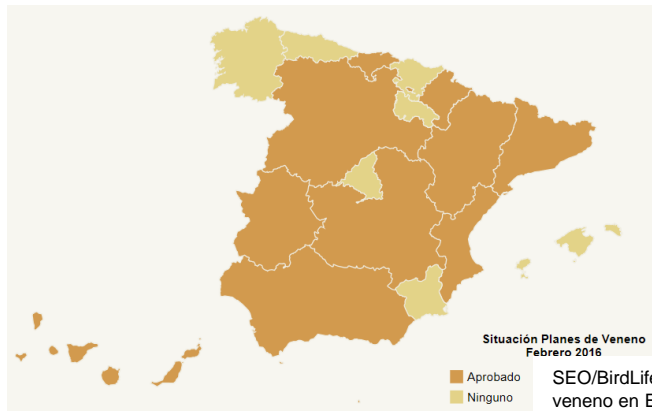 Situación Planes de Veneno
Febrero 2016
Aprobado
Ninguno
SEO/BirdLife
veneno en E